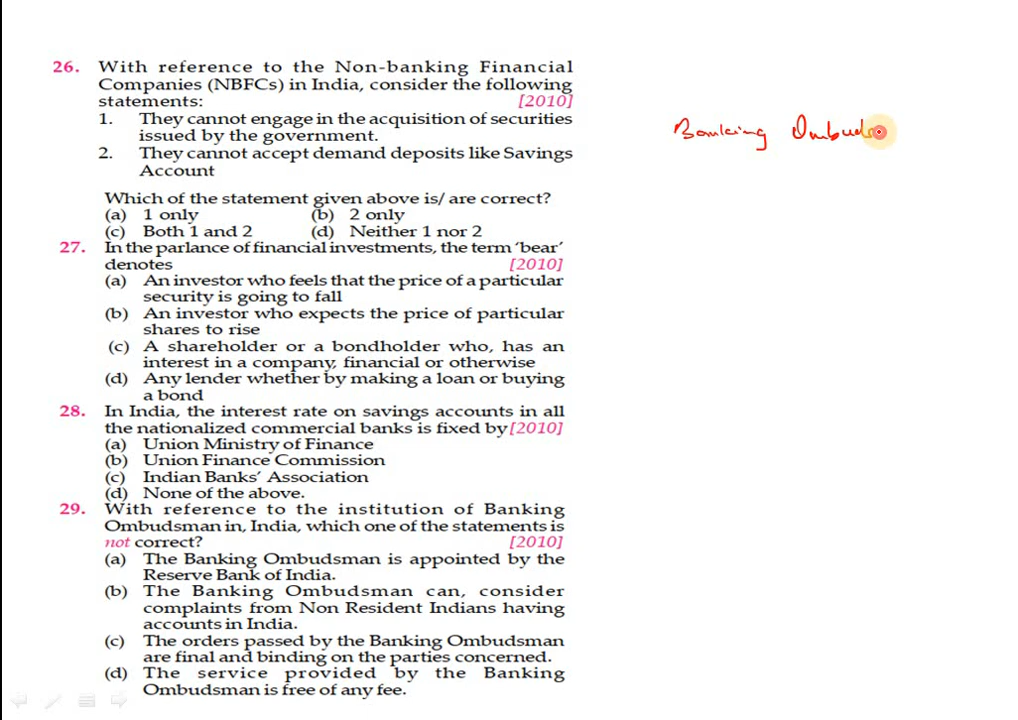 26. With reference to the Non-banking Financial
Companies (NBFCs) in India, consider the following
statements: [2010]
1. They cannot engage in the acquisition of securities
issued by the government.
2. They cannot accept demand deposits like Savings
Account
Which of the statement given above is/ are correct?
(a) 1 only (b) 2 only
(c) Both 1 and 2 (d) Neither 1 nor 2
27. In the parlance of financial investments, the term ‘bear’
denotes [2010]
(a) An investor who feels that the price of a particular
security is going to fall
(b) An investor who expects the price of particular
shares to rise
(c) A shareholder or a bondholder who, has an
interest in a company, financial or otherwise
(d) Any lender whether by making a loan or buying
a bond
28. In India, the interest rate on savings accounts in all
the nationalized commercial banks is fixed by [2010]
(a) Union Ministry of Finance
(b) Union Finance Commission
(c) Indian Banks’ Association
(d) None of the above.
29. With reference to the institution of Banking
Ombudsman in, India, which one of the statements is
not correct? [2010]
(a) The Banking Ombudsman is appointed by the
Reserve Bank of India.
(b) The Banking Ombudsman can, consider
complaints from Non Resident Indians having
accounts in India.
(c) The orders passed by the Banking Ombudsman
are final and binding on the parties concerned.
(d) The service provided by the Banking
Ombudsman is free of any fee.
Banking Ombuds